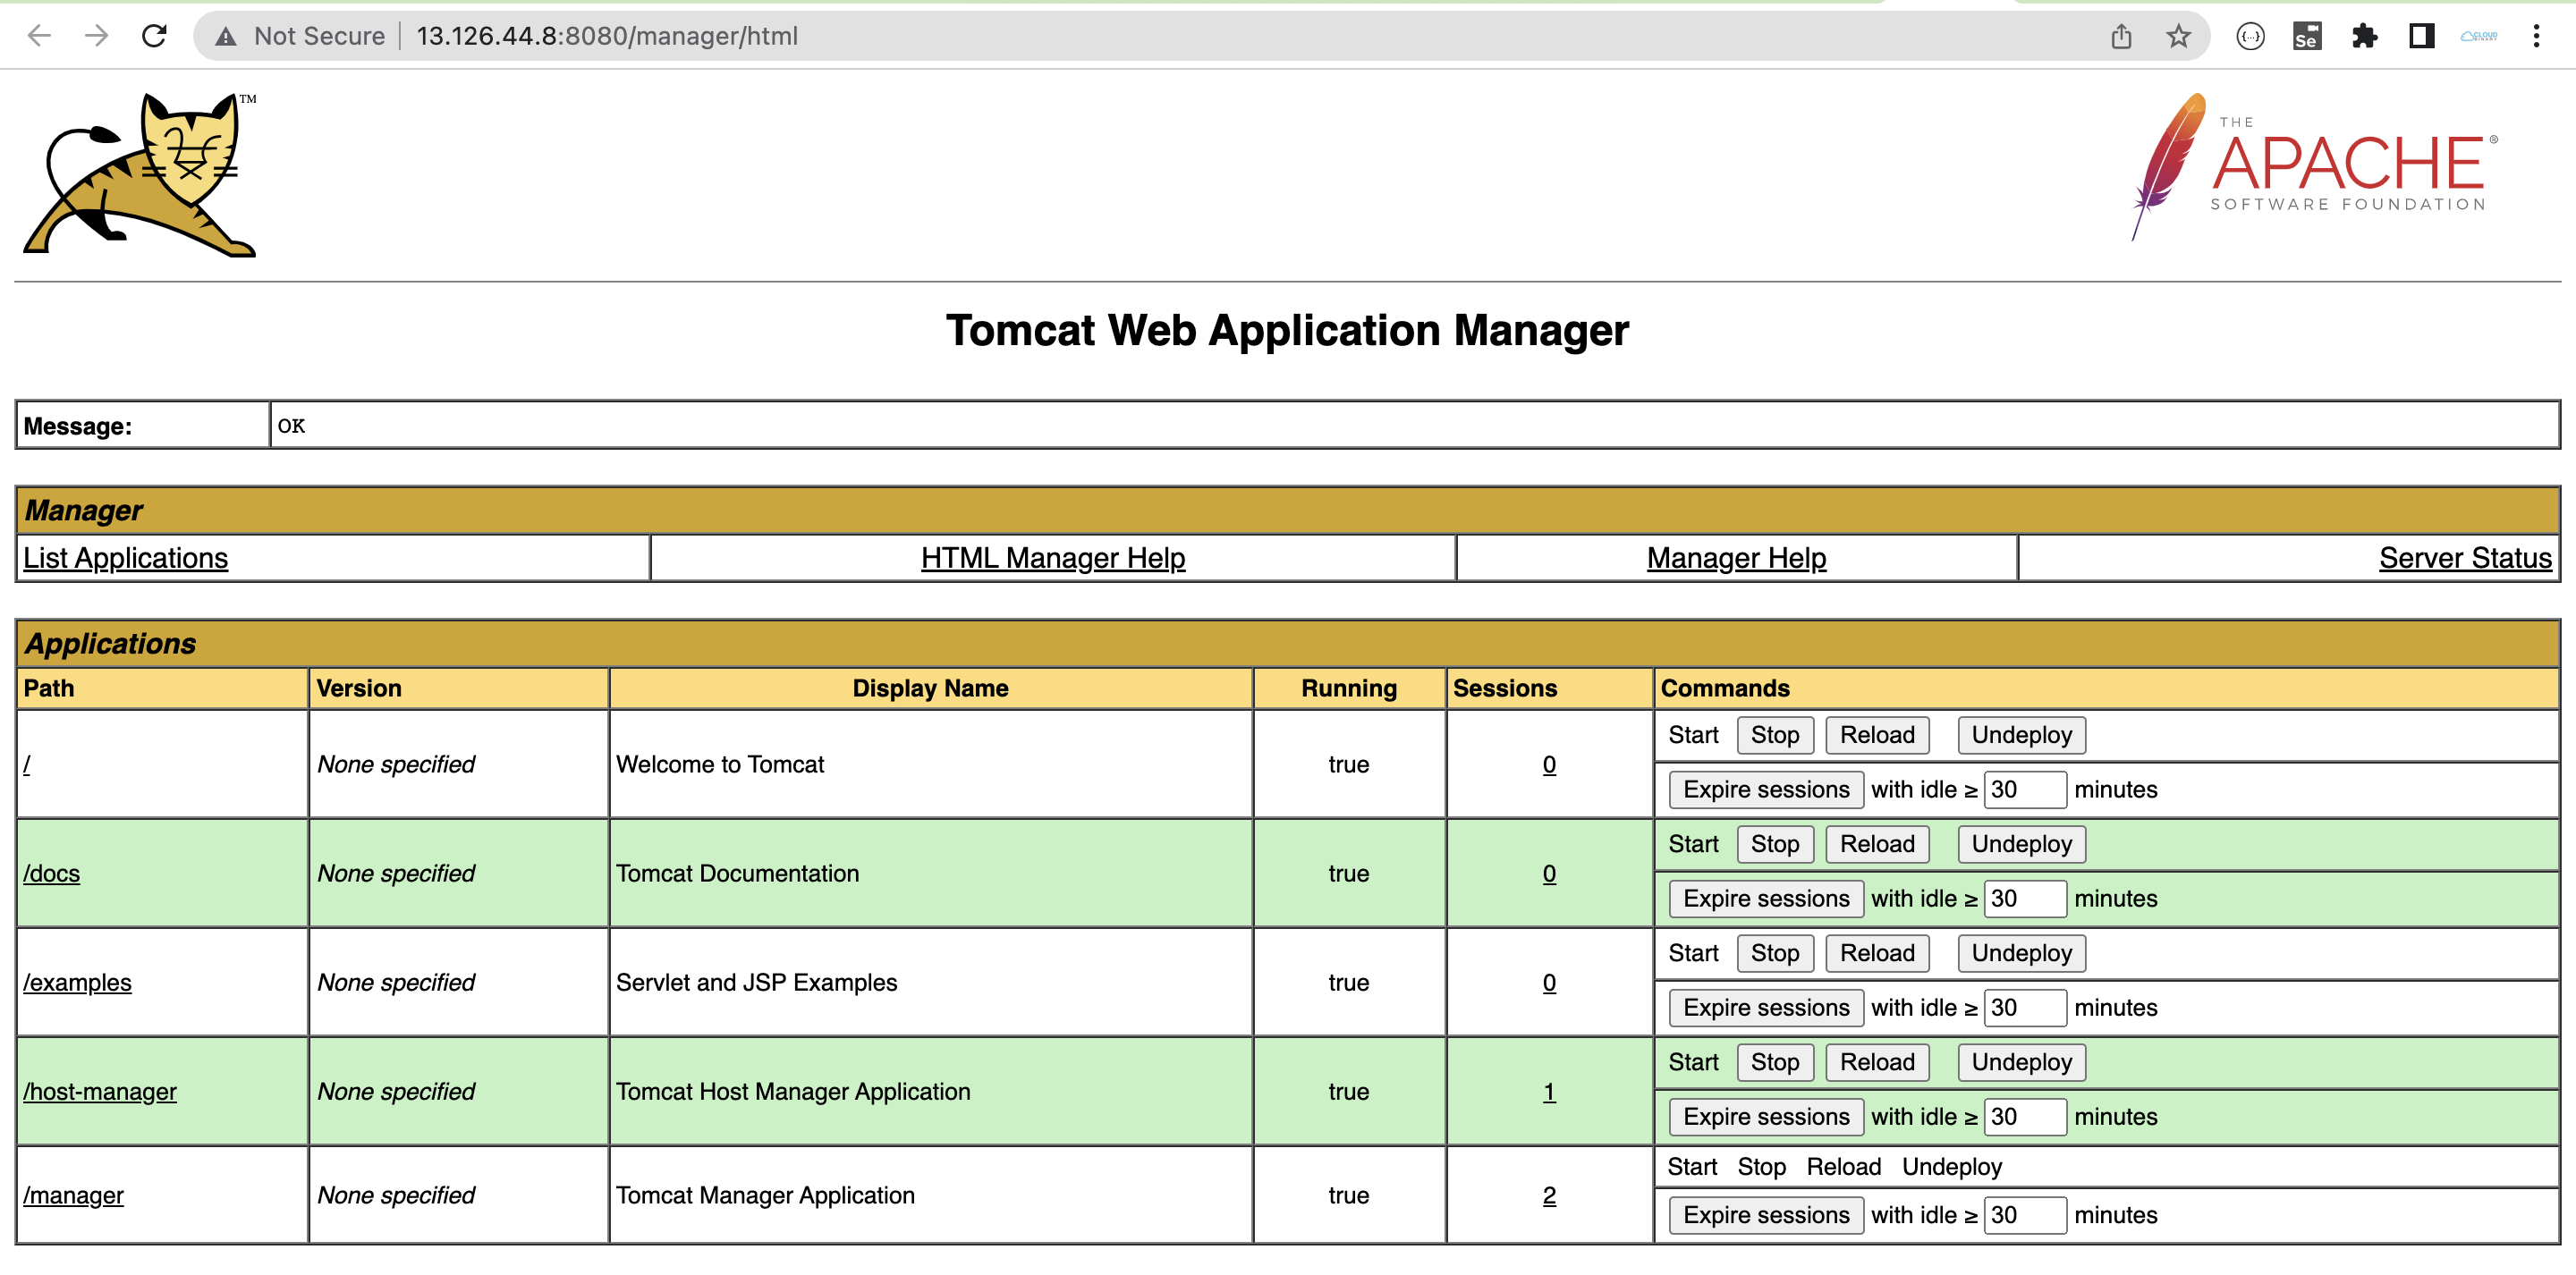 Not Secure 13.126.44.8:8080/manager/html
{...} Se
TM
THE
APACHE®
SOFTWARE FOUNDATION
Tomcat Web Application Manager
Message: OK
Manager
List Applications HTML Manager Help Manager Help Server Status
Applications
Path Version Display Name Running Sessions Commands
Start Stop Reload Undeploy
/ None specified Welcome to Tomcat true 0
Expire sessions with idle ≥ 30 minutes
Start Stop Reload Undeploy
/docs None specified Tomcat Documentation true 0
Expire sessions with idle ≥ 30 minutes
Start Stop Reload Undeploy
/examples None specified Servlet and JSP Examples true 0
Expire sessions with idle ≥ 30 minutes
Start Stop Reload Undeploy
/host-manager None specified Tomcat Host Manager Application true 1
Expire sessions with idle ≥ 30 minutes
Start Stop Reload Undeploy
/manager None specified Tomcat Manager Application true 2
Expire sessions with idle ≥ 30 minutes